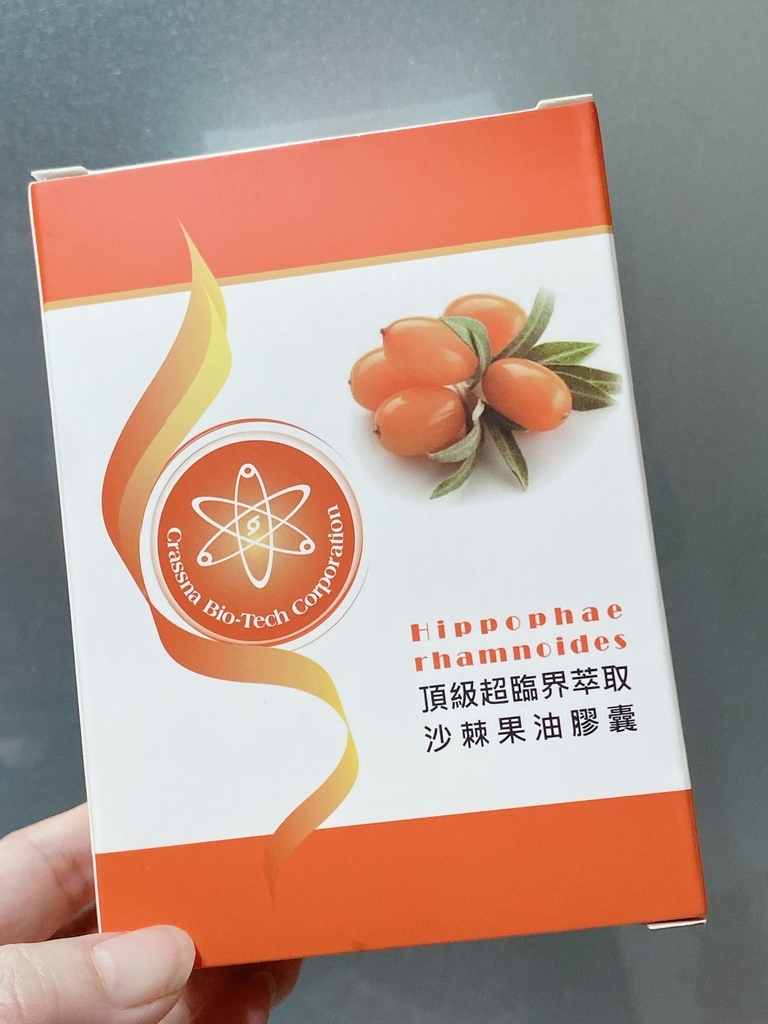 Crassna Bio-Tech Corporation
Hippophae
rhamnoides
頂級超臨界萃取
沙棘果油膠囊